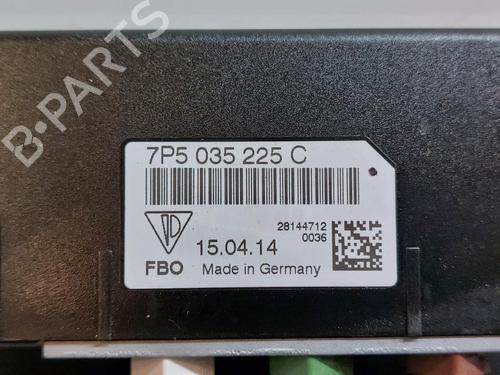 B-PARTS
7P5 035 225 C
28144712
0036
15.04.14
FBO Made in Germany